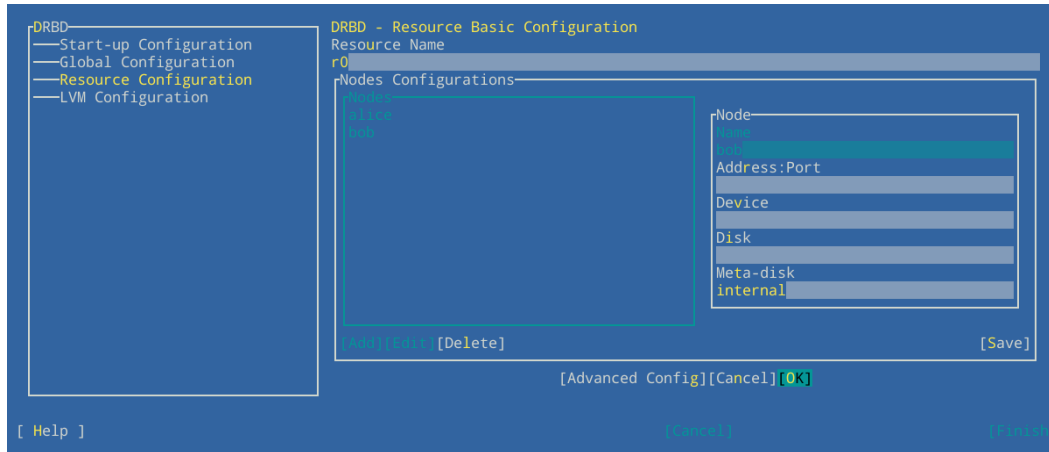 DRBD
Start-up Configuration
Global Configuration
Resource Configuration
LVM Configuration
DRBD - Resource Basic Configuration
Resource Name
r0
Nodes Configurations
Nodes
alice
bob
Node
Name
bob
Address:Port
Device
Disk
Meta-disk
internal
[Add][Edit][Delete] [Save]
[Advanced Config][Cancel][OK]
[ Help ] [Cancel] [Finish